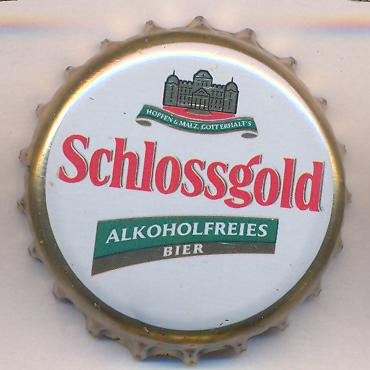 HOPFEN & MALZ, GOTT ERHALT'S
Schlossgold
ALKOHOLFREIES
BIER